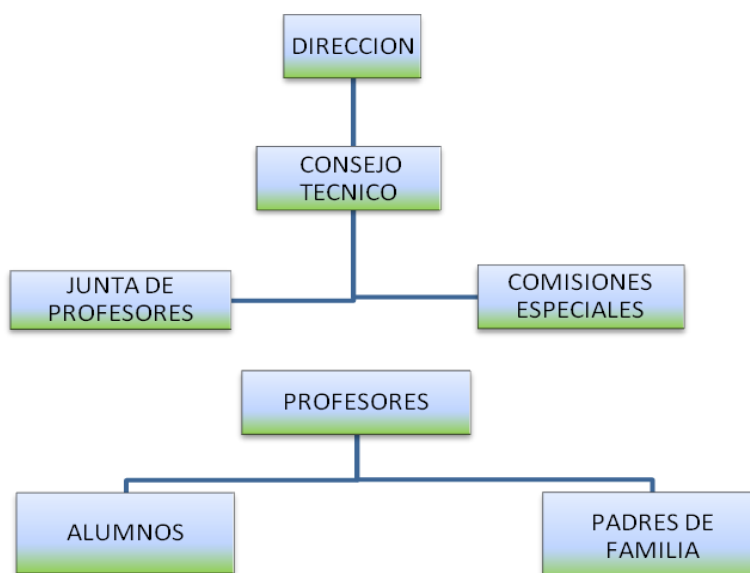 DIRECCION
CONSEJO
TECNICO
JUNTA DE
PROFESORES
COMISIONES
ESPECIALES
PROFESORES
ALUMNOS
PADRES DE
FAMILIA